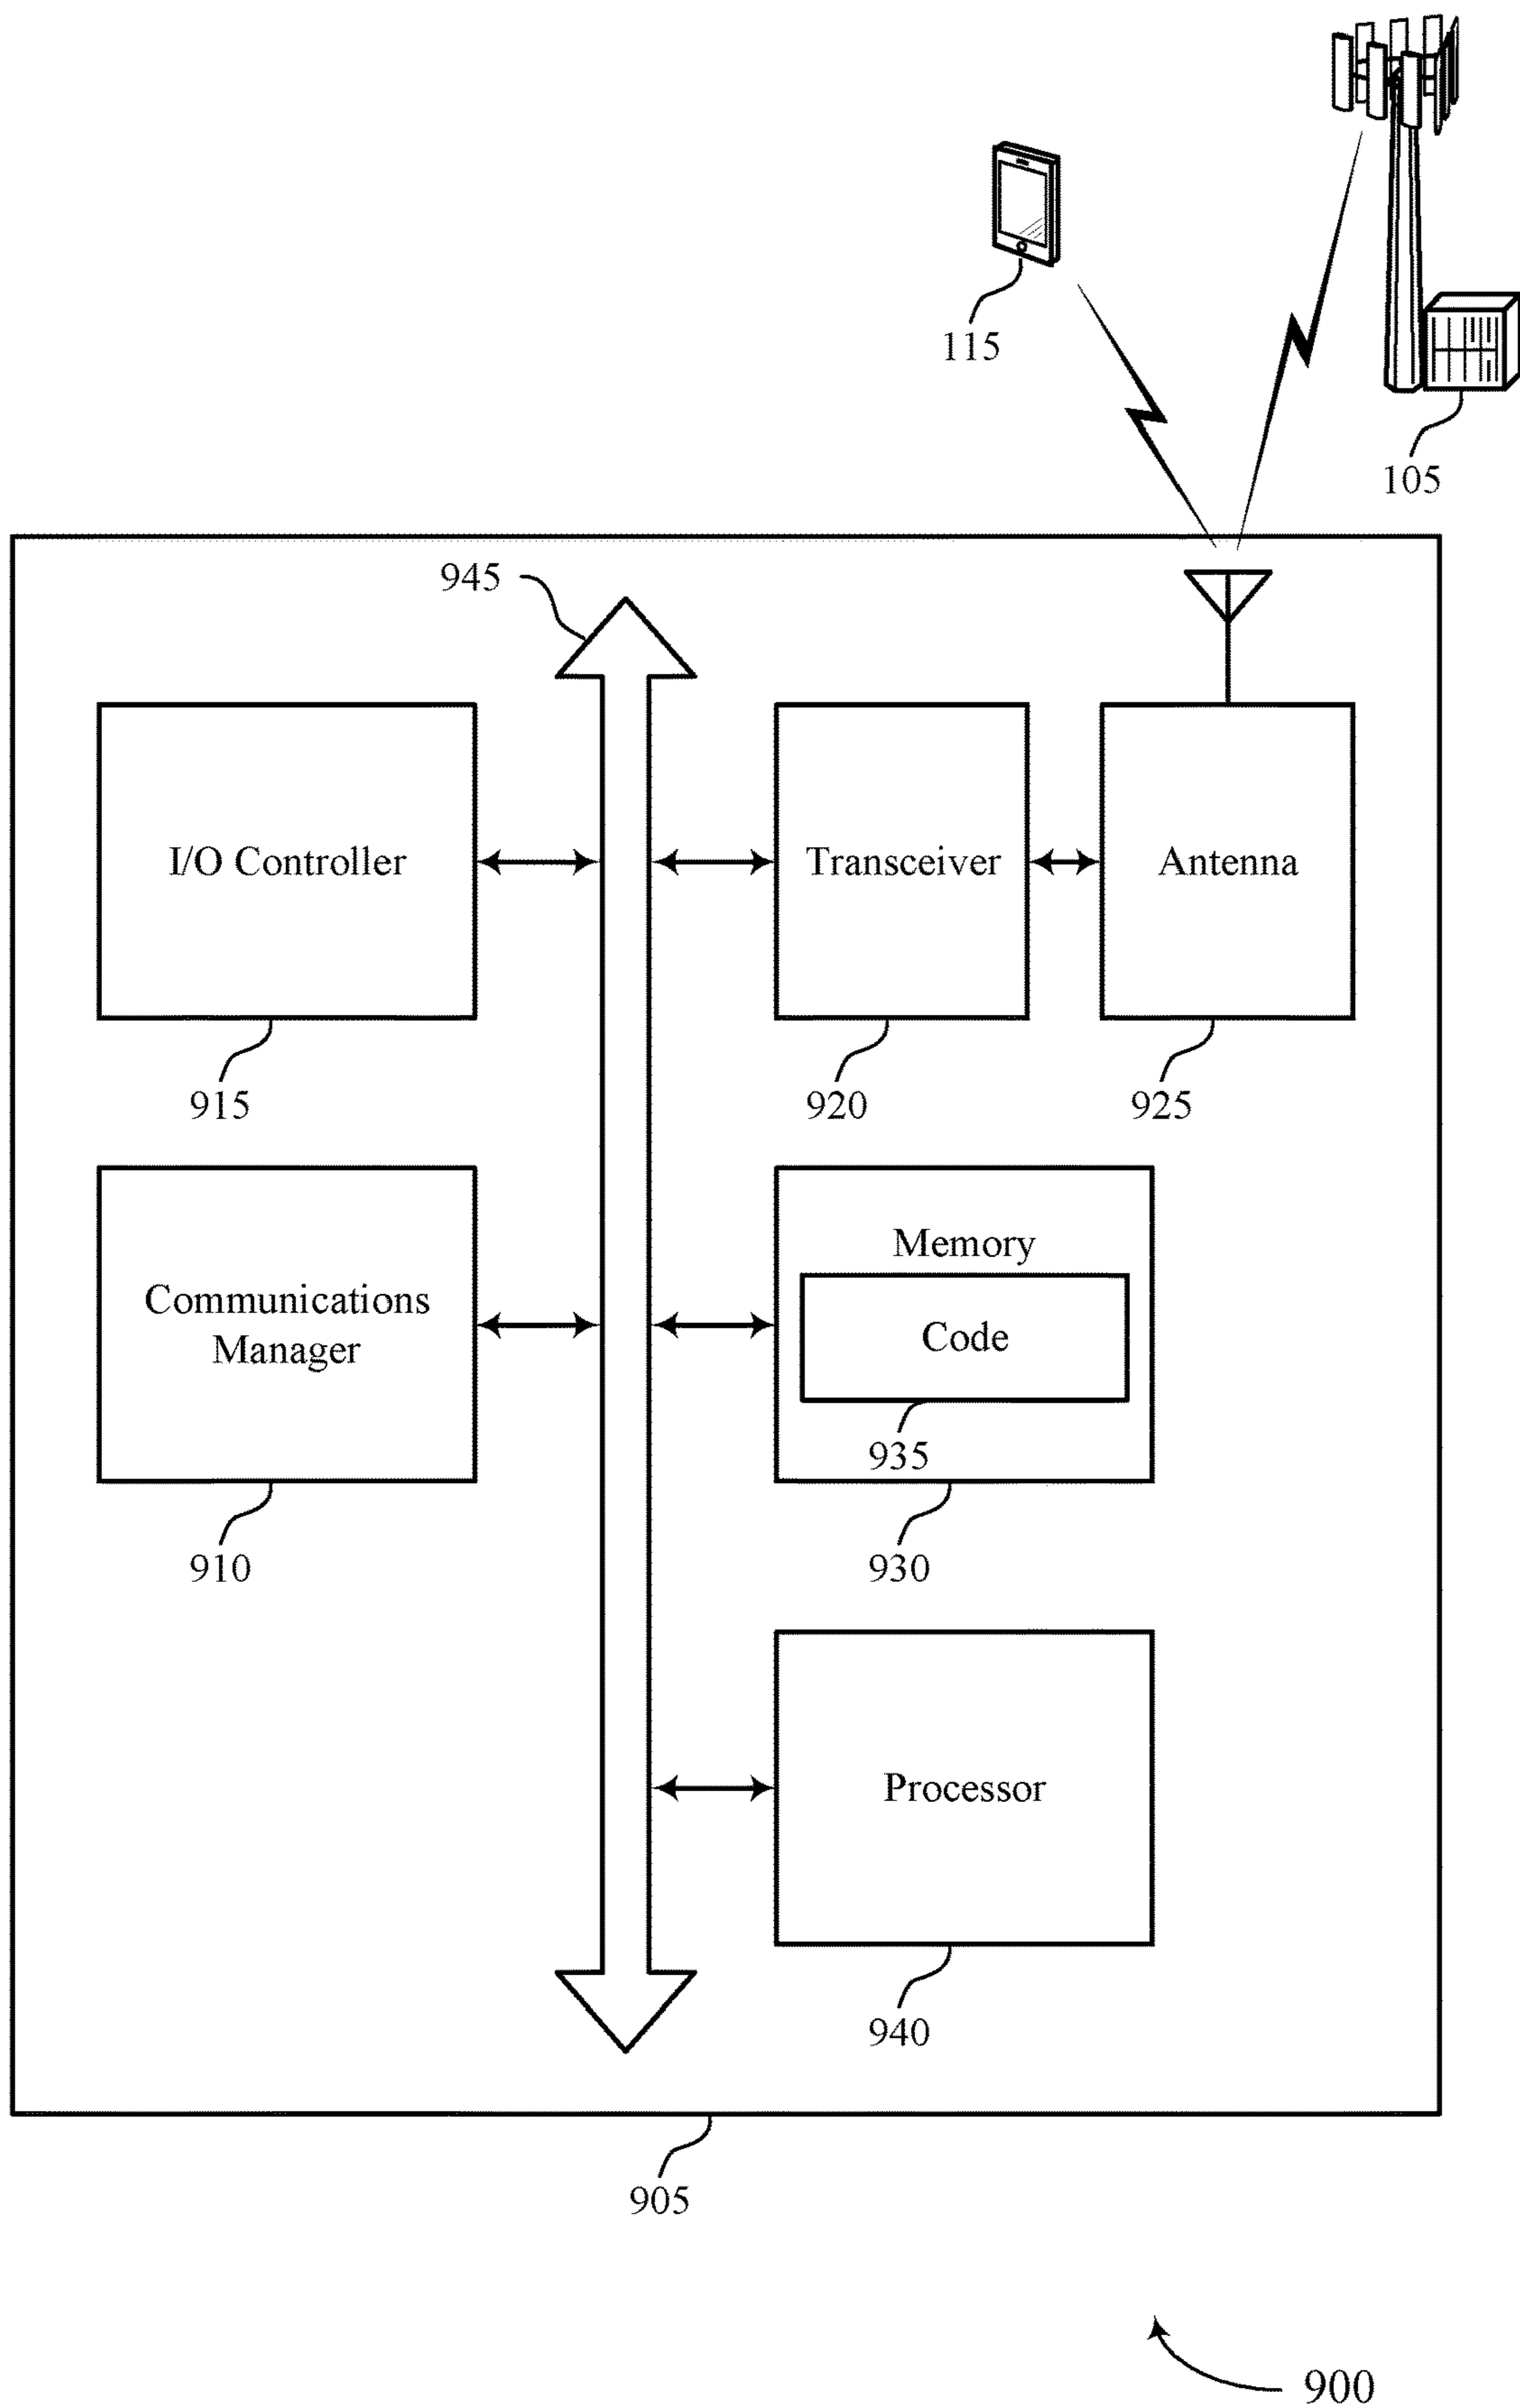 115
105
945
I/O Controller
Transceiver
Antenna
915
920
925
Communications
Manager
Memory
Code
935
910
930
Processor
940
905
900